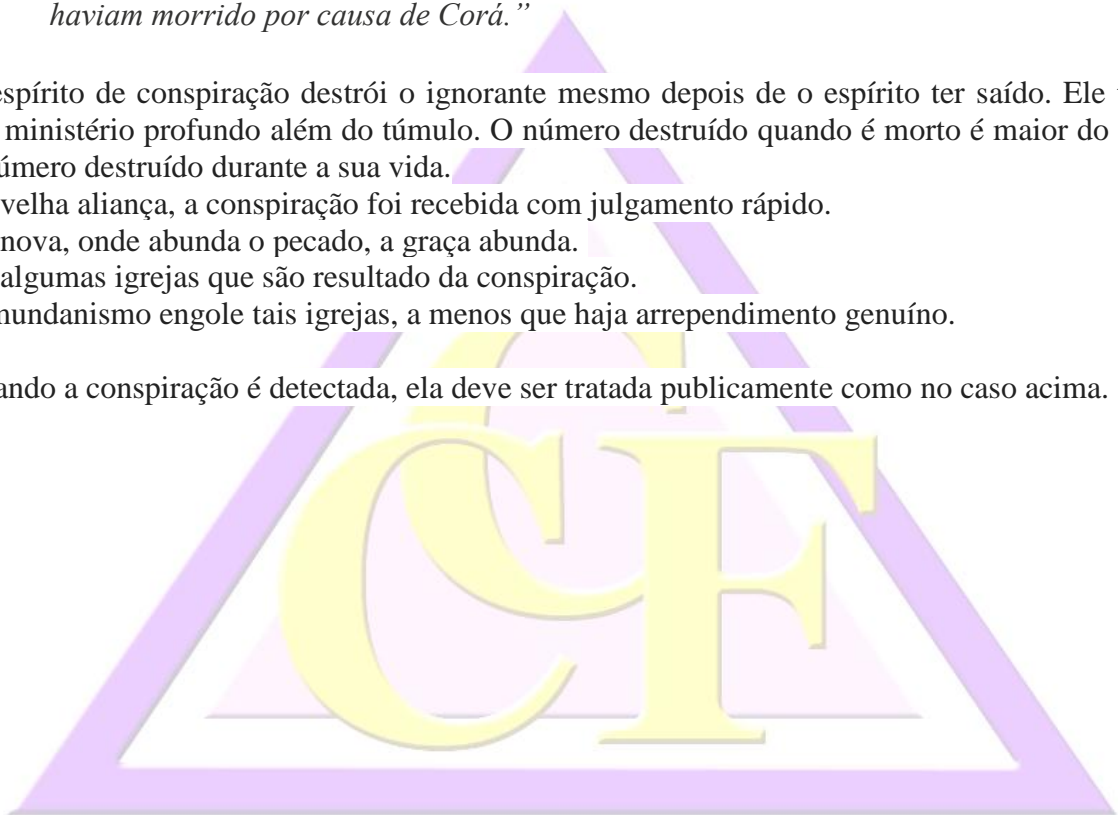 haviam morrido por causa de Corá.”
espírito de conspiração destrói o ignorante mesmo depois de o espírito ter saído. Ele
ministério profundo além do túmulo. O número destruído quando é morto é maior do
número destruído durante a sua vida.
velha aliança, a conspiração foi recebida com julgamento rápido.
nova, onde abunda o pecado, a graça abunda.
algumas igrejas que são resultado da conspiração.
mundanismo engole tais igrejas, a menos que haja arrependimento genuíno.
ando a conspiração é detectada, ela deve ser tratada publicamente como no caso acima.
CCF